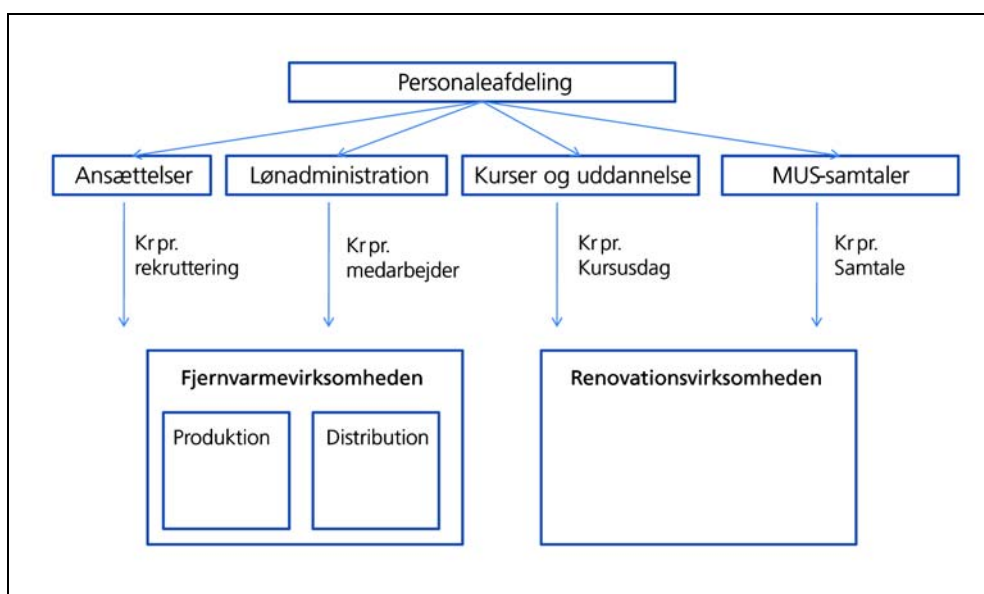 Personaleafdeling
Ansættelser
Lønadministration
Kurser og uddannelse
MUS-samtaler
Kr pr.
rekruttering
Kr pr.
medarbejder
Kr pr.
Kursusdag
Kr pr.
Samtale
Fjernvarmevirksomheden
Produktion
Distribution
Renovationsvirksomheden